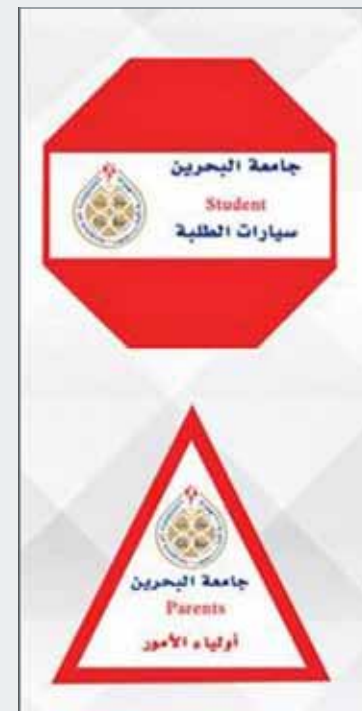 جامعة البحرين
Student
سيارات الطلبة
جامعة البحرين
Parents
أولياء الأمور